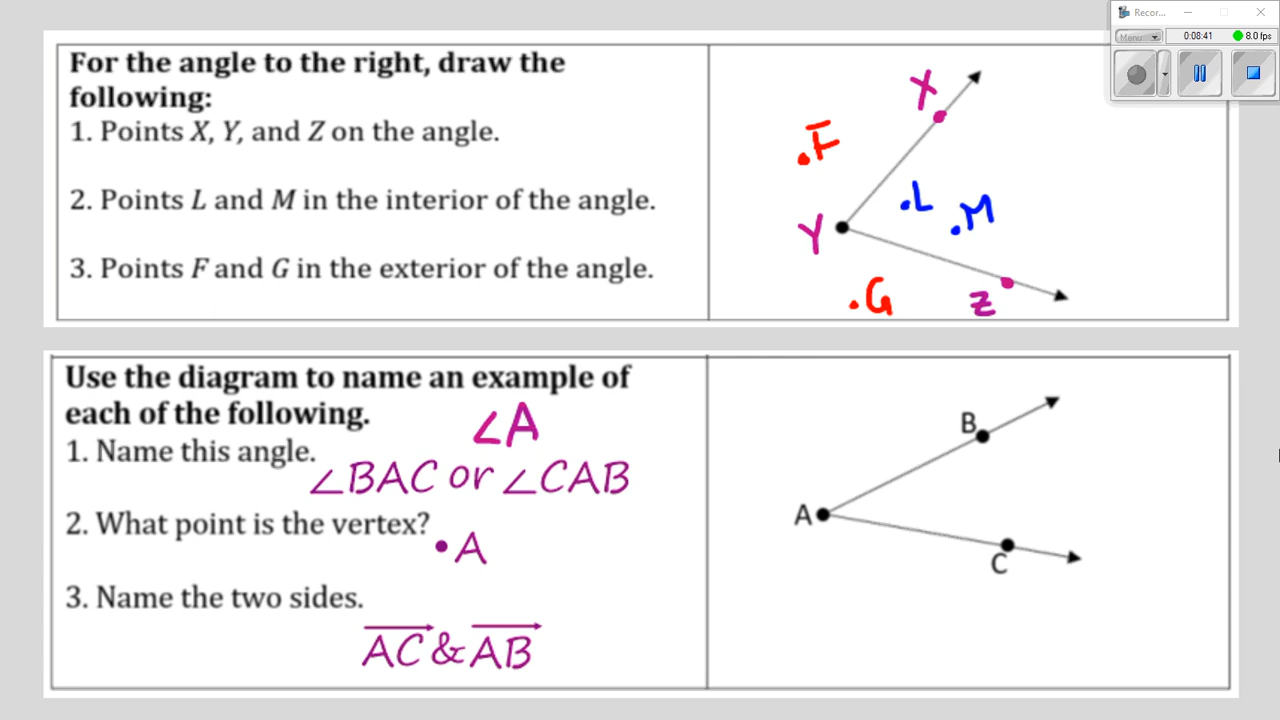 Recor...
Menu
0:08:41
8.0 fps
For the angle to the right, draw the
following:
1. Points X, Y, and Z on the angle.
2. Points L and M in the interior of the angle.
3. Points F and G in the exterior of the angle.
X
.F
.L
.M
Y
.G
Z
Use the diagram to name an example of
each of the following.
∠A
1. Name this angle.
∠BAC or ∠CAB
2. What point is the vertex?
•A
3. Name the two sides.
AC & AB
B
A
C